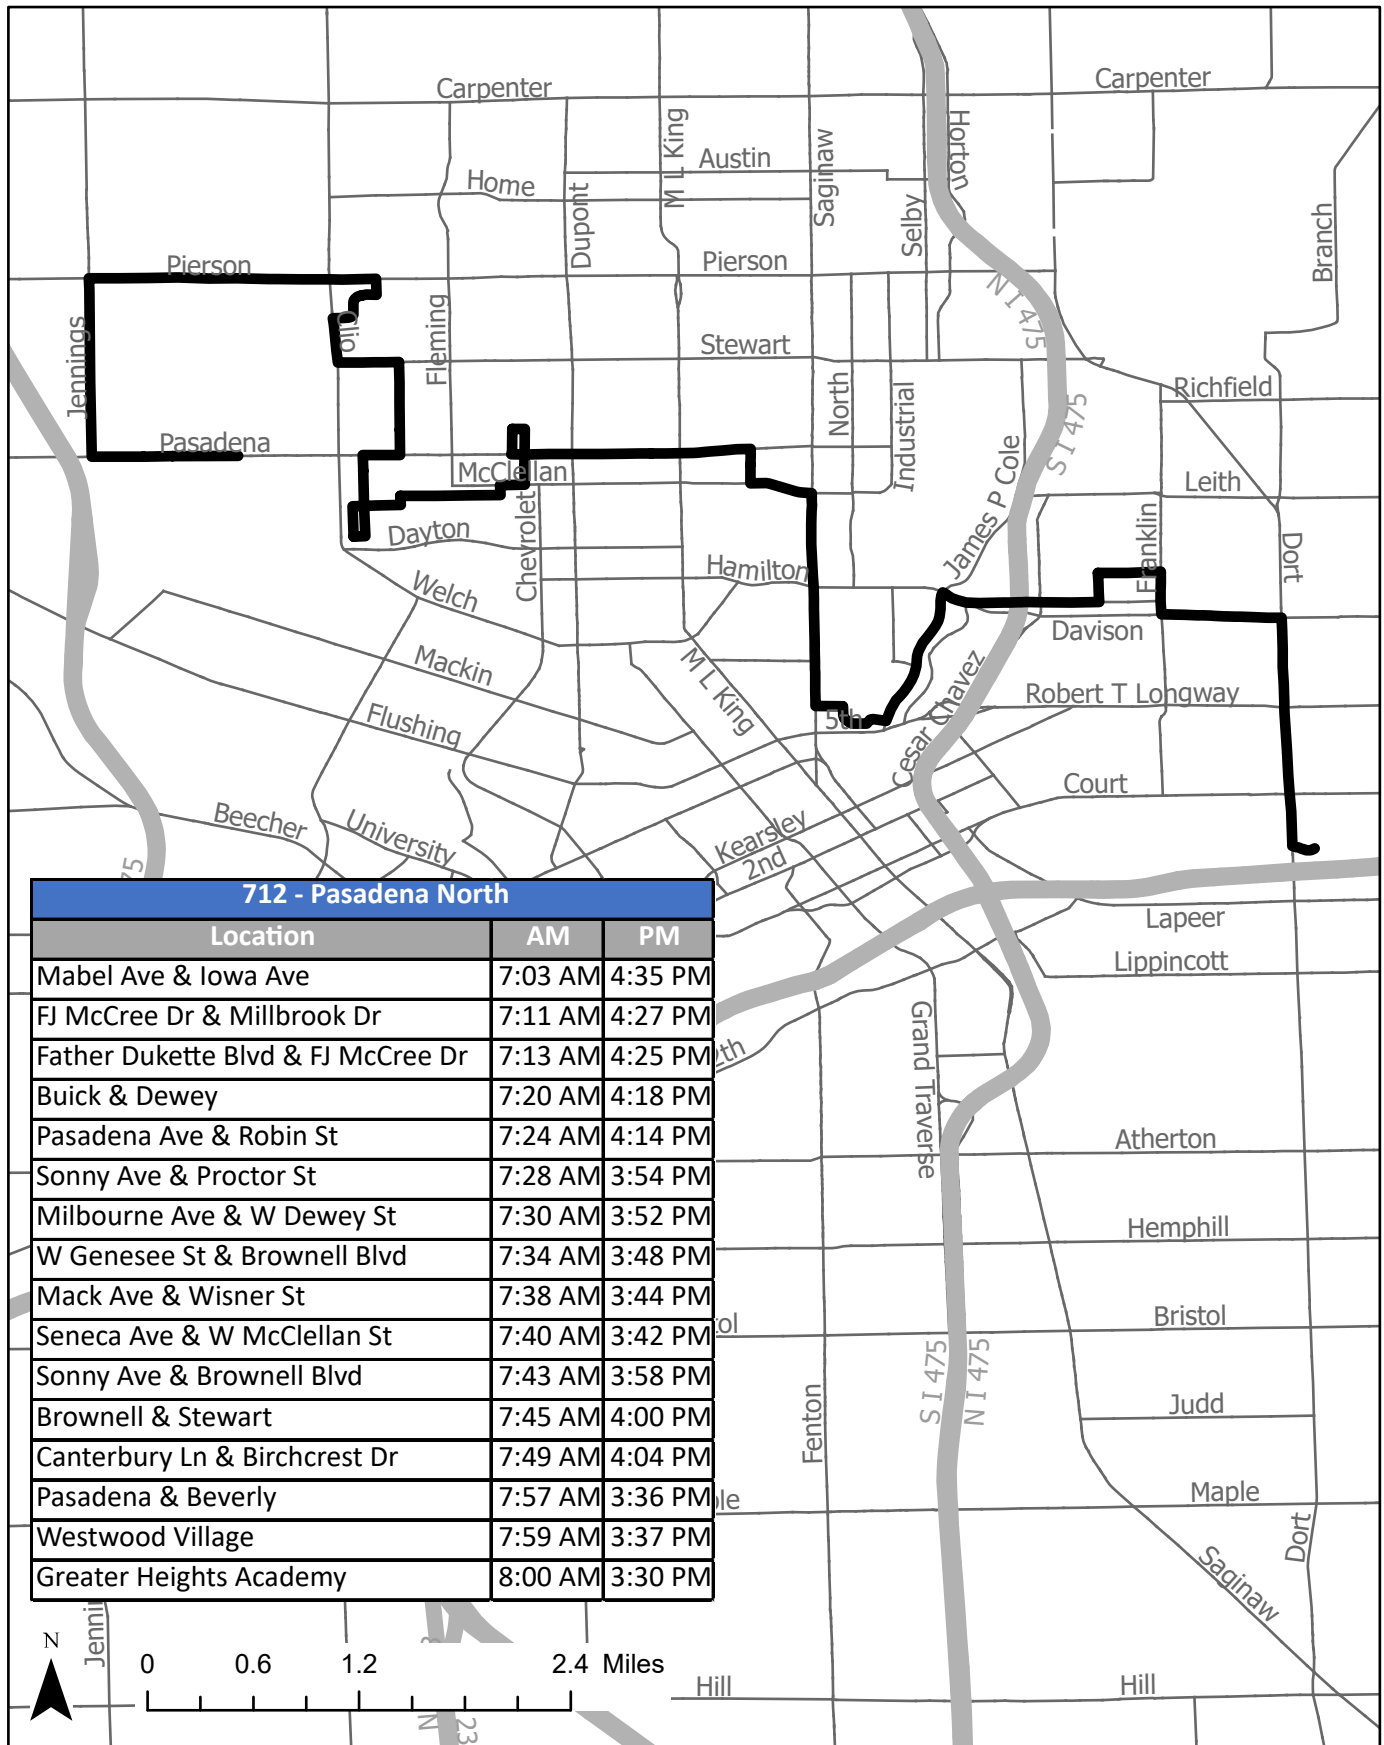 Carpenter
Carpenter
Horton
M L King
Saginaw
Austin
Home
Dupont
Selby
Branch
Pierson
Pierson
N I 475
Jennings
Clio
Fleming
Stewart
North
Industrial
Richfield
S I 475
Pasadena
McClellan
James P Cole
Leith
Chevrolet
Dayton
Franklin
Dort
Hamilton
Welch
Davison
Mackin
M L King
Cesar Chavez
Robert T Longway
Flushing
5th
Court
Beecher
University
Kearsley
2nd
75
Lapeer
Lippincott
Grand Traverse
2th
Atherton
Hemphill
Bristol
ol
S I 475
N I 475
Judd
Fenton
Maple
le
Dort
Saginaw
Hill
Hill
712 - Pasadena North
Location AM PM
Mabel Ave & Iowa Ave 7:03 AM 4:35 PM
FJ McCree Dr & Millbrook Dr 7:11 AM 4:27 PM
Father Dukette Blvd & FJ McCree Dr 7:13 AM 4:25 PM
Buick & Dewey 7:20 AM 4:18 PM
Pasadena Ave & Robin St 7:24 AM 4:14 PM
Sonny Ave & Proctor St 7:28 AM 3:54 PM
Milbourne Ave & W Dewey St 7:30 AM 3:52 PM
W Genesee St & Brownell Blvd 7:34 AM 3:48 PM
Mack Ave & Wisner St 7:38 AM 3:44 PM
Seneca Ave & W McClellan St 7:40 AM 3:42 PM
Sonny Ave & Brownell Blvd 7:43 AM 3:58 PM
Brownell & Stewart 7:45 AM 4:00 PM
Canterbury Ln & Birchcrest Dr 7:49 AM 4:04 PM
Pasadena & Beverly 7:57 AM 3:36 PM
Westwood Village 7:59 AM 3:37 PM
Greater Heights Academy 8:00 AM 3:30 PM
Jenni
N
0 0.6 1.2 2.4 Miles
N
23